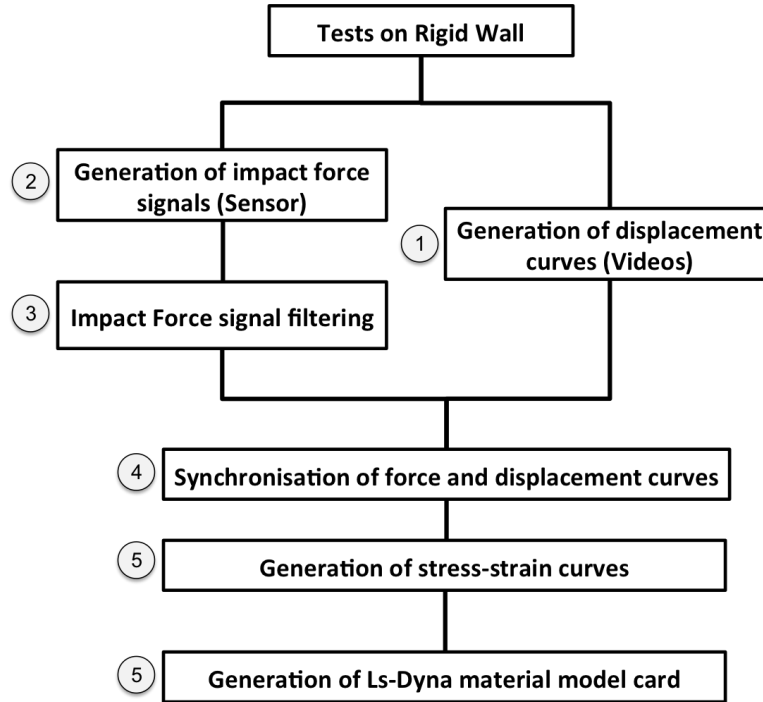 Tests on Rigid Wall
2
Generation of impact force
signals (Sensor)
1
Generation of displacement
curves (Videos)
3
Impact Force signal filtering
4
Synchronisation of force and displacement curves
5
Generation of stress-strain curves
5
Generation of Ls-Dyna material model card